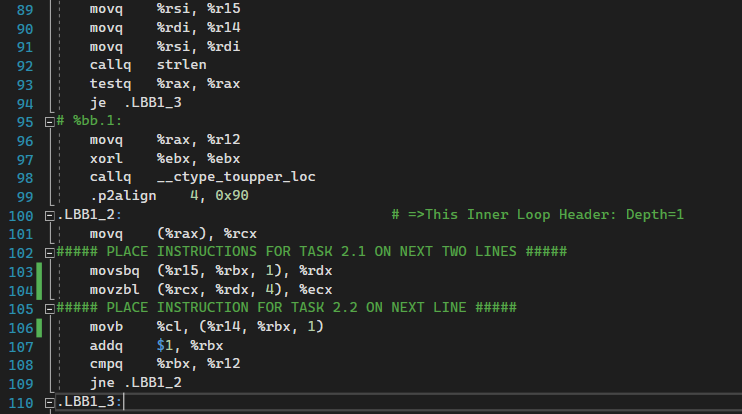 89 movq %rsi, %r15
90 movq %rdi, %r14
91 movq %rsi, %rdi
92 callq strlen
93 testq %rax, %rax
94 je .LBB1_3
95 # %bb.1:
96 movq %rax, %r12
97 xorl %ebx, %ebx
98 callq __ctype_toupper_loc
99 .p2align 4, 0x90
100 .LBB1_2: # =>This Inner Loop Header: Depth=1
101 movq (%rax), %rcx
102 ##### PLACE INSTRUCTIONS FOR TASK 2.1 ON NEXT TWO LINES #####
103 movsbq (%r15, %rbx, 1), %rdx
104 movzbl (%rcx, %rdx, 4), %ecx
105 ##### PLACE INSTRUCTION FOR TASK 2.2 ON NEXT LINE #####
106 movb %cl, (%r14, %rbx, 1)
107 addq $1, %rbx
108 cmpq %rbx, %r12
109 jne .LBB1_2
110 .LBB1_3: